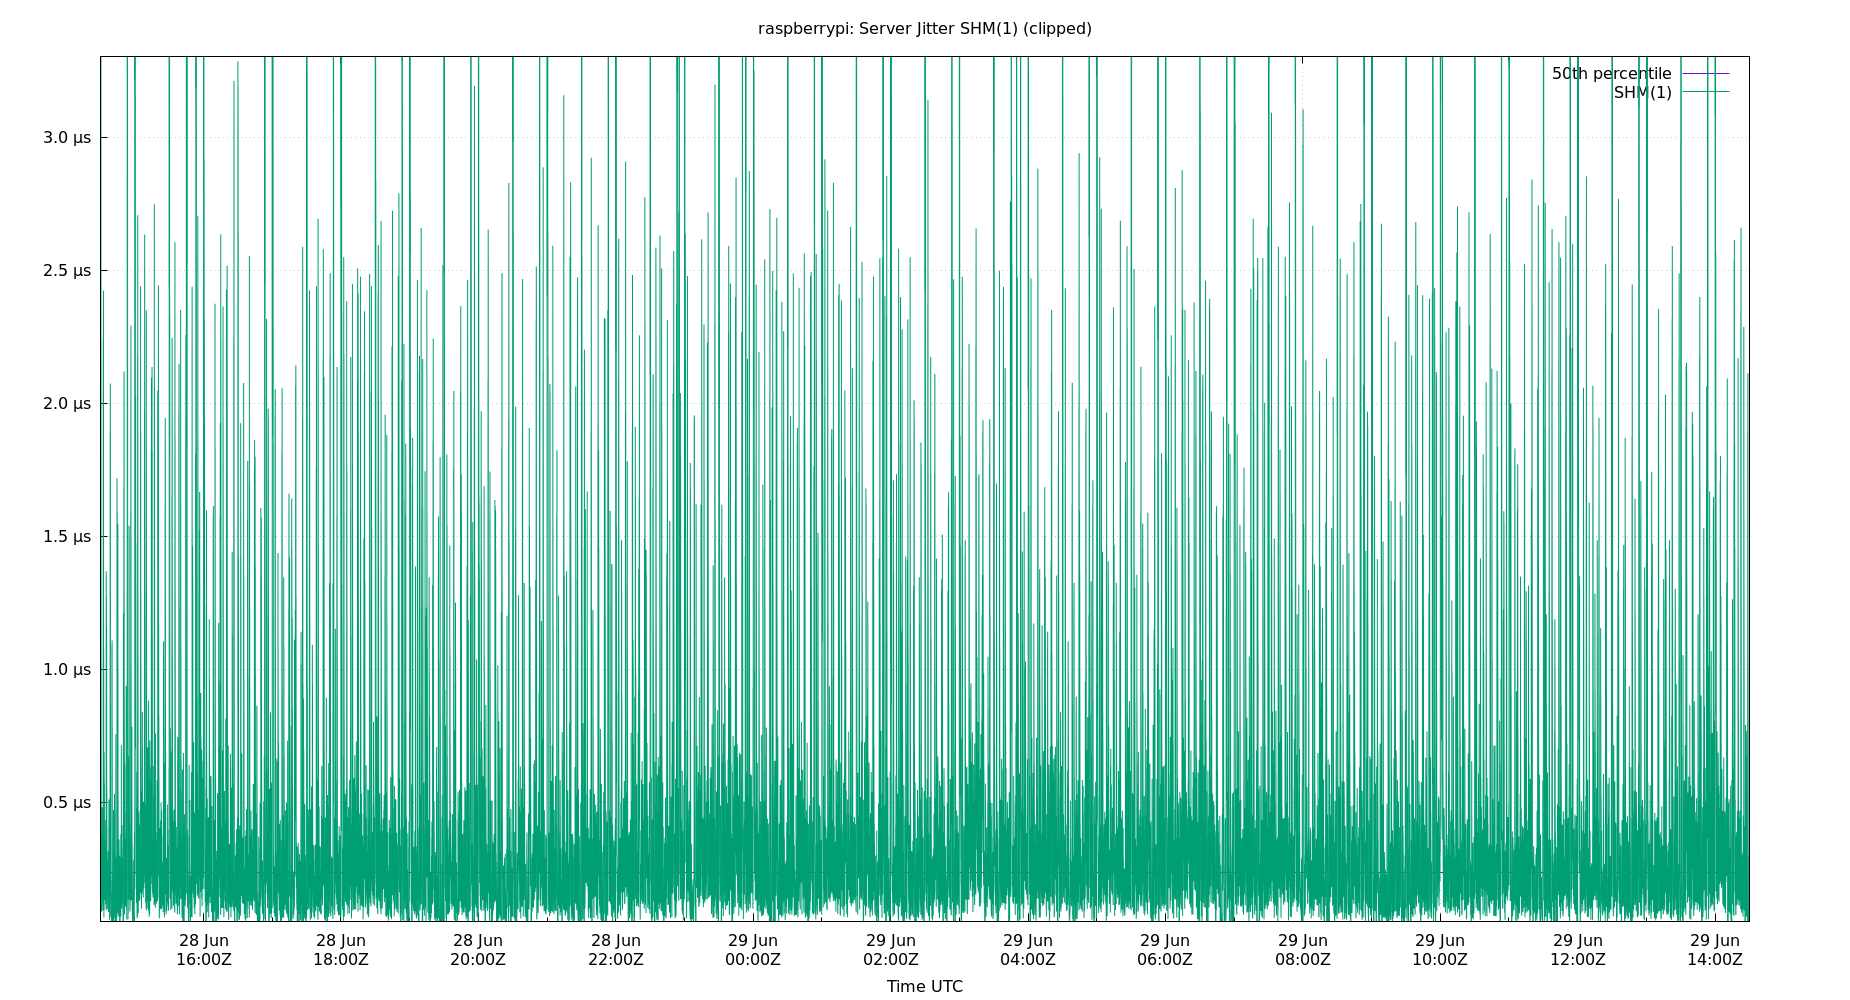 raspberrypi: Server Jitter SHM(1) (clipped)
50th percentile
SHM(1)
3.0 µs
2.5 µs
2.0 µs
1.5 µs
1.0 µs
0.5 µs
28 Jun 28 Jun 28 Jun 28 Jun 29 Jun 29 Jun 29 Jun 29 Jun 29 Jun 29 Jun 29 Jun 29 Jun
16:00Z 18:00Z 20:00Z 22:00Z 00:00Z 02:00Z 04:00Z 06:00Z 08:00Z 10:00Z 12:00Z 14:00Z
Time UTC